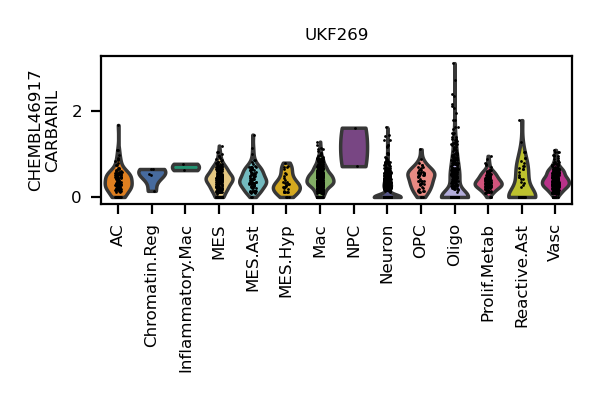 UKF269
CHEMBL46917
CARBARIL
2
0
AC
Chromatin.Reg
Inflammatory.Mac
MES
MES.Ast
MES.Hyp
Mac
NPC
Neuron
OPC
Oligo
Prolif.Metab
Reactive.Ast
Vasc